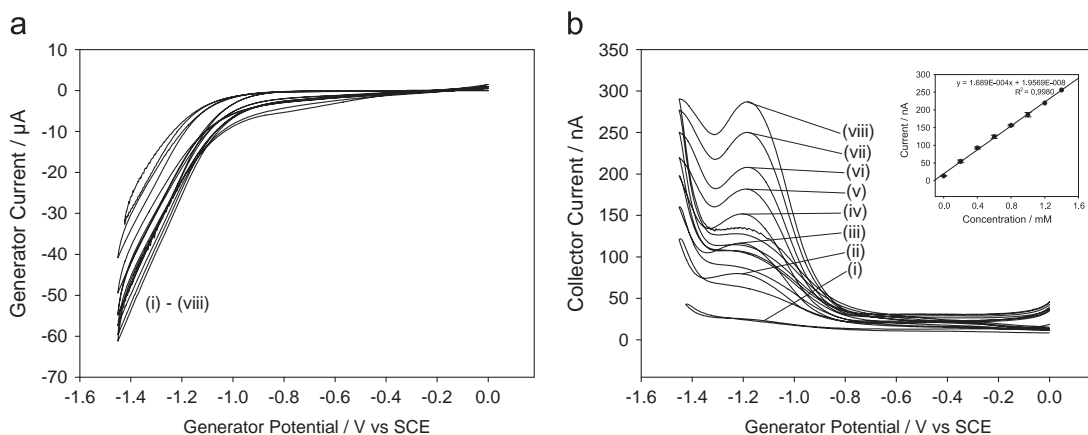 a
10
0
-10
-20
-30
-40
-50
-60
-70
Generator Current / µA
(i) - (viii)
-1.6 -1.4 -1.2 -1.0 -0.8 -0.6 -0.4 -0.2 0.0
Generator Potential / V vs SCE
b
350
300
250
200
150
100
50
0
Collector Current / nA
(viii)
(vii)
(vi)
(v)
(iv)
(iii)
(ii)
(i)
-1.6 -1.4 -1.2 -1.0 -0.8 -0.6 -0.4 -0.2 0.0
Generator Potential / V vs SCE
y = 1.689E-004x + 1.9569E-008
R² = 0.9980
300
250
200
150
100
50
0
Current / nA
0.0 0.4 0.8 1.2 1.6
Concentration / mM